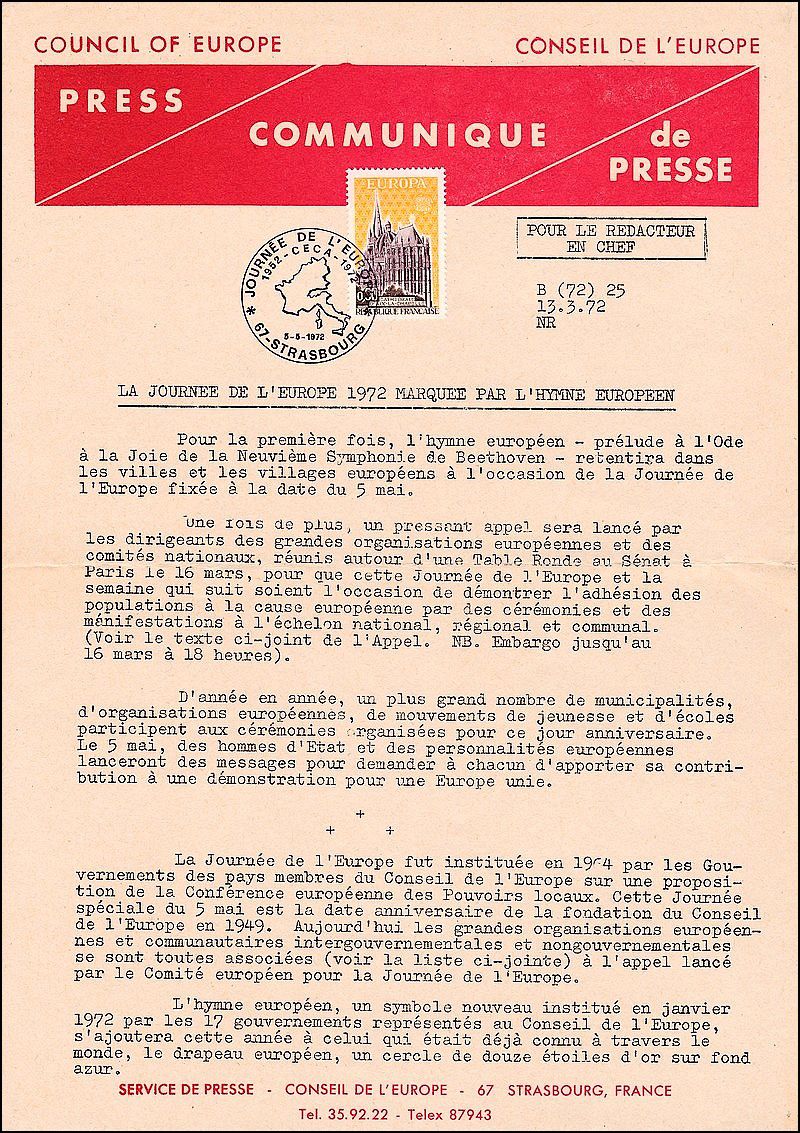 COUNCIL OF EUROPE
CONSEIL DE L'EUROPE
PRESS
COMMUNIQUE
de
PRESSE
EUROPA
JOURNÉE DE L'EUROPE
1952-CECA-1972
5-5-1972
* 67-STRASBOURG *
REPUBLIQUE FRANÇAISE
POUR LE REDACTEUR
EN CHEF
B (72) 25
13.3.72
NR
LA JOURNEE DE L'EUROPE 1972 MARQUEE PAR L'HYMNE EUROPEEN
Pour la première fois, l'hymne européen - prélude à l'Ode
à la Joie de la Neuvième Symphonie de Beethoven - retentira dans
les villes et les villages européens à l'occasion de la Journée de
l'Europe fixée à la date du 5 mai.
Une fois de plus, un pressant appel sera lancé par
les dirigeants des grandes organisations européennes et des
comités nationaux, réunis autour d'une Table Ronde au Sénat à
Paris le 16 mars, pour que cette Journée de l'Europe et la
semaine qui suit soient l'occasion de démontrer l'adhésion des
populations à la cause européenne par des cérémonies et des
manifestations à l'échelon national, régional et communal.
(Voir le texte ci-joint de l'Appel. NB. Embargo jusqu'au
16 mars à 18 heures).
D'année en année, un plus grand nombre de municipalités,
d'organisations européennes, de mouvements de jeunesse et d'écoles
participent aux cérémonies organisées pour ce jour anniversaire.
Le 5 mai, des hommes d'Etat et des personnalités européennes
lanceront des messages pour demander à chacun d'apporter sa contri-
bution à une démonstration pour une Europe unie.
+
+ +
La Journée de l'Europe fut instituée en 1964 par les Gou-
vernements des pays membres du Conseil de l'Europe sur une proposi-
tion de la Conférence européenne des Pouvoirs locaux. Cette Journée
spéciale du 5 mai est la date anniversaire de la fondation du Conseil
de l'Europe en 1949. Aujourd'hui les grandes organisations européen-
nes et communautaires intergouvernementales et nongouvernementales
se sont toutes associées (voir la liste ci-jointe) à l'appel lancé
par le Comité européen pour la Journée de l'Europe.
L'hymne européen, un symbole nouveau institué en janvier
1972 par les 17 gouvernements représentés au Conseil de l'Europe,
s'ajoutera cette année à celui qui était déjà connu à travers le
monde, le drapeau européen, un cercle de douze étoiles d'or sur fond
azur.
SERVICE DE PRESSE - CONSEIL DE L'EUROPE - 67 STRASBOURG, FRANCE
Tel. 35.92.22 - Telex 87943